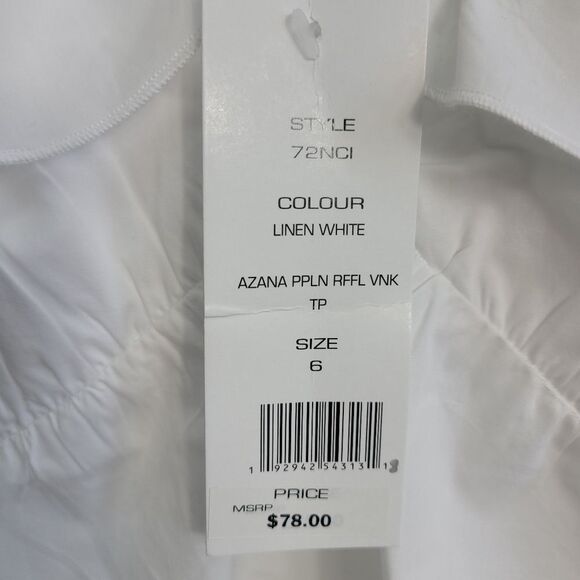 STYLE
72NCI
COLOUR
LINEN WHITE
AZANA PPLN RFFL VNK
TP
SIZE
6
1 92942 54313
PRICE
MSRP
$78.00